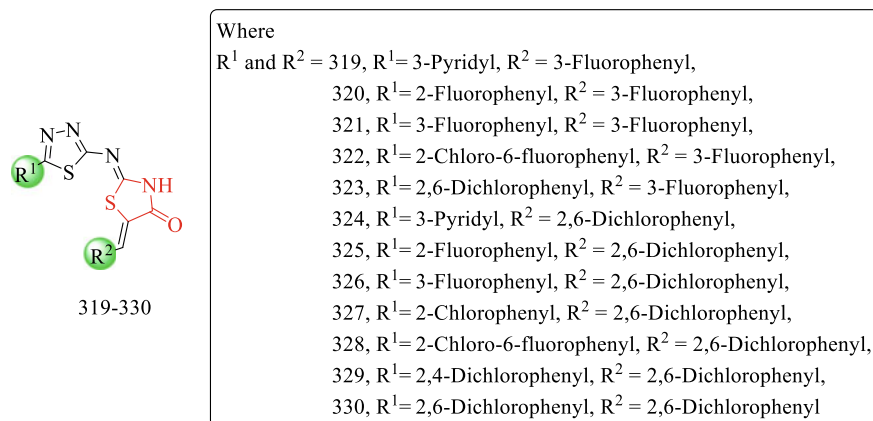 Where
R¹ and R² = 319, R¹= 3-Pyridyl, R² = 3-Fluorophenyl,
320, R¹= 2-Fluorophenyl, R² = 3-Fluorophenyl,
321, R¹= 3-Fluorophenyl, R² = 3-Fluorophenyl,
322, R¹= 2-Chloro-6-fluorophenyl, R² = 3-Fluorophenyl,
323, R¹= 2,6-Dichlorophenyl, R² = 3-Fluorophenyl,
324, R¹= 3-Pyridyl, R² = 2,6-Dichlorophenyl,
325, R¹= 2-Fluorophenyl, R² = 2,6-Dichlorophenyl,
326, R¹= 3-Fluorophenyl, R² = 2,6-Dichlorophenyl,
327, R¹= 2-Chlorophenyl, R² = 2,6-Dichlorophenyl,
328, R¹= 2-Chloro-6-fluorophenyl, R² = 2,6-Dichlorophenyl,
329, R¹= 2,4-Dichlorophenyl, R² = 2,6-Dichlorophenyl,
330, R¹= 2,6-Dichlorophenyl, R² = 2,6-Dichlorophenyl
N N
N
R¹ S
NH
S
O
R²
319-330